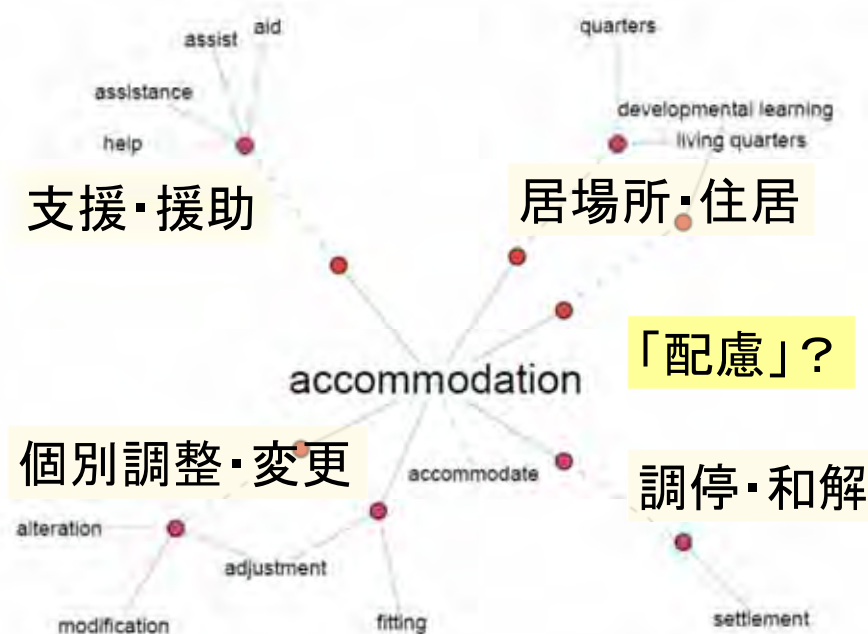 aid
assist
quarters
assistance
developmental learning
help
living quarters
支援・援助
居場所・住居
「配慮」？
accommodation
個別調整・変更
accommodate
調停・和解
alteration
adjustment
modification
fitting
settlement